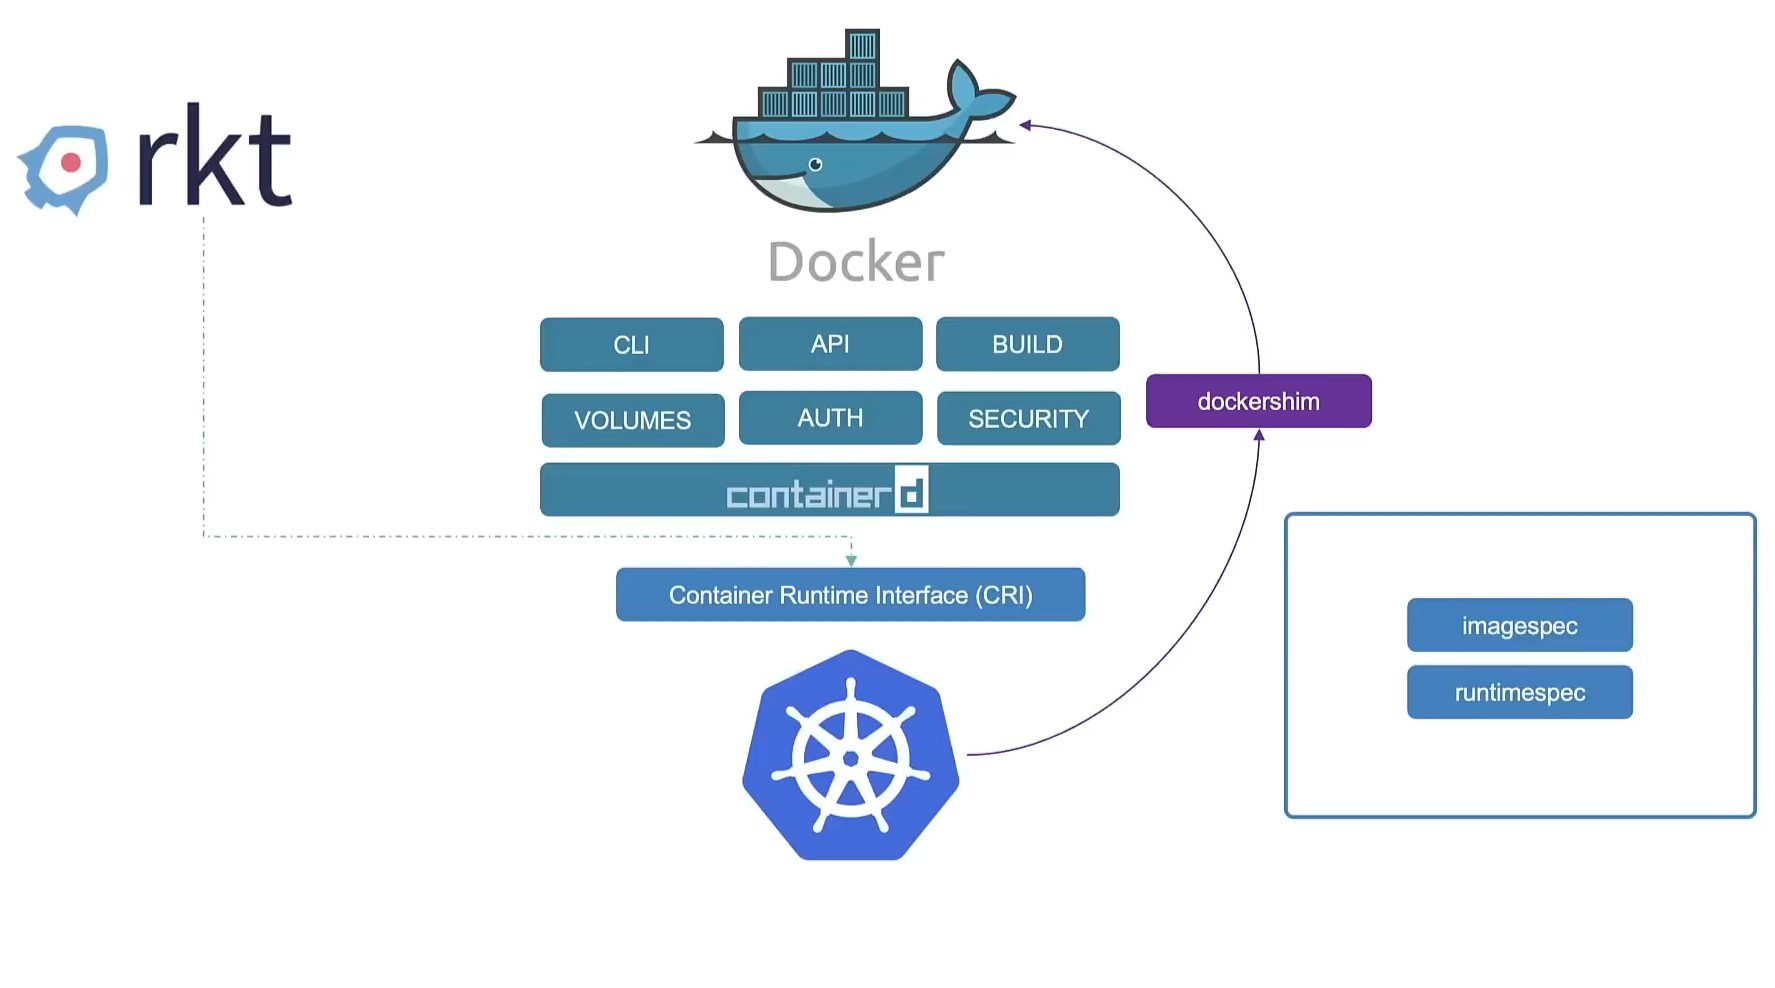 rkt
Docker
CLI
API
BUILD
VOLUMES
AUTH
SECURITY
dockershim
containerd
Container Runtime Interface (CRI)
imagespec
runtimespec